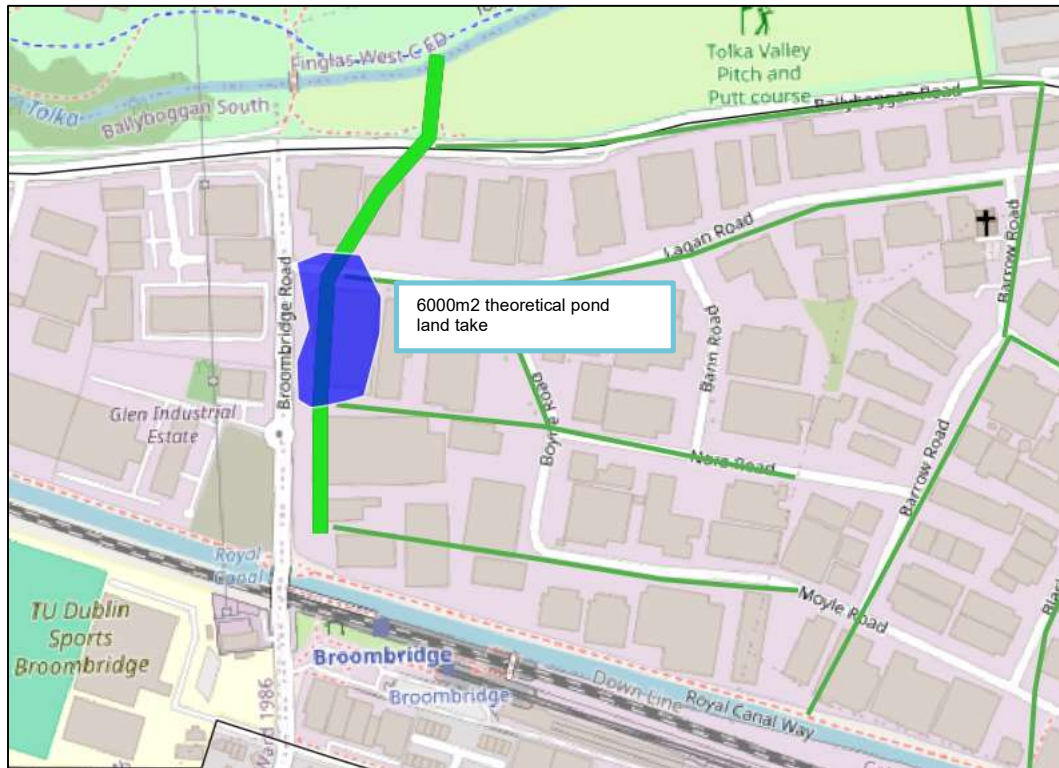 Finglas West C ED
Tolka
Ballyboggan South
Tolka Valley
Pitch and
Putt course
Ballyboggan Road
Lagan Road
Barrow Road
6000m2 theoretical pond
land take
Broombridge Road
Bann Road
Glen Industrial
Estate
Boyne Road
Nore Road
Barrow Road
Royal
Canal
Moyle Road
TU Dublin
Sports
Broombridge
Broombridge
Broombridge
Down Line
Royal Canal Way
Ward 1986